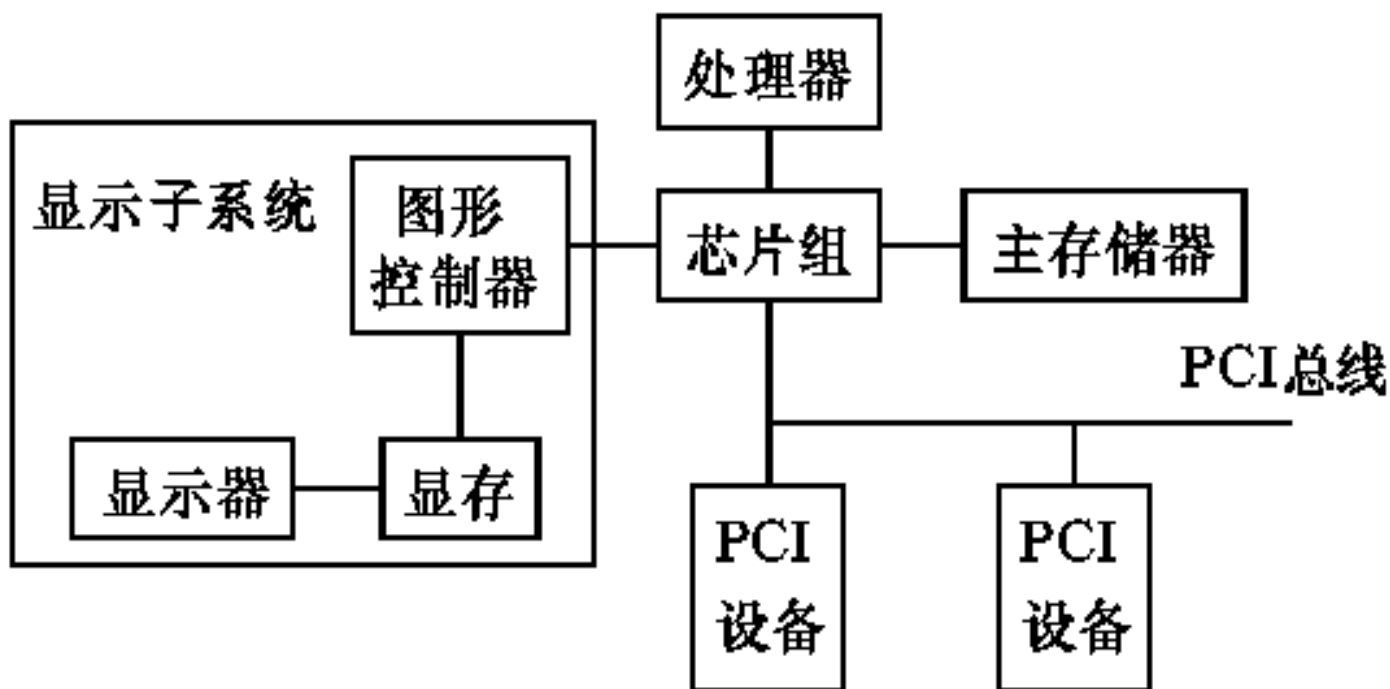 处理器
显示子系统
图形
控制器
芯片组
主存储器
PCI总线
显示器
显存
PCI
设备
PCI
设备